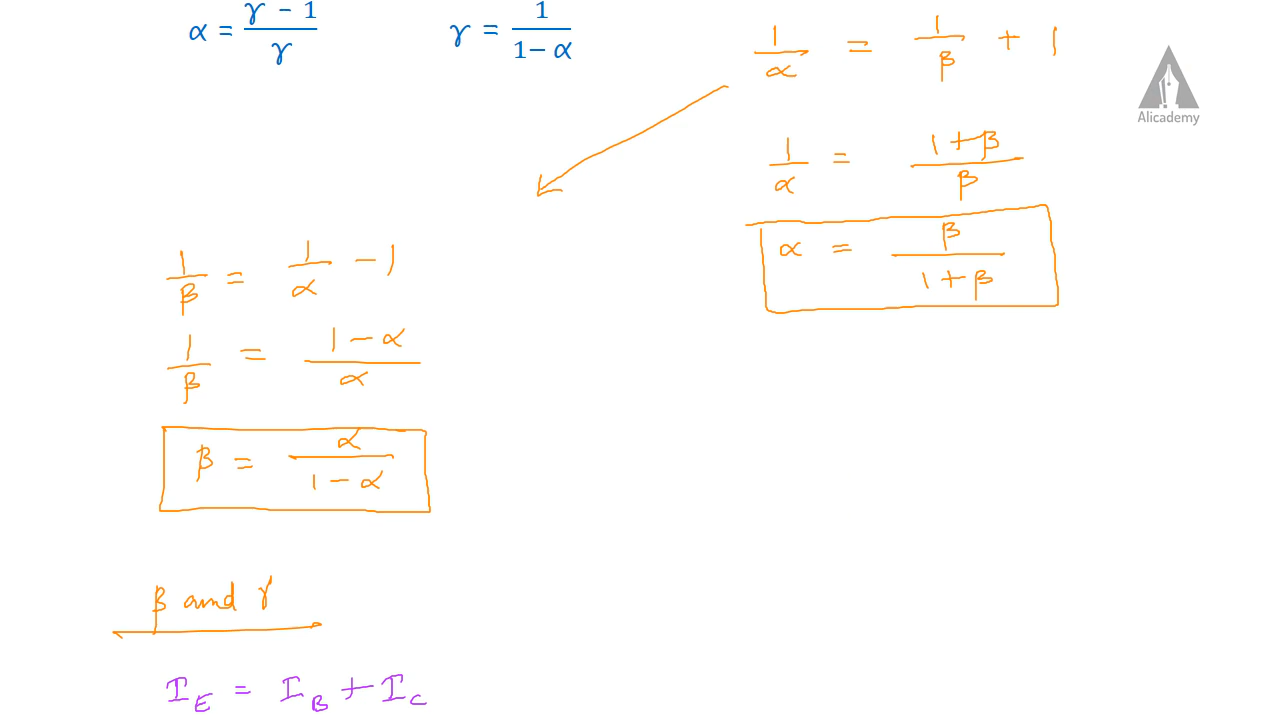 α = (γ − 1)/γ
γ = 1/(1− α)
1/α = 1/β + 1
1/α = (1+β)/β
α = β/(1+β)
Alicademy
1/β = 1/α − 1
1/β = (1−α)/α
β = α/(1−α)
β and γ
I_E = I_B + I_C